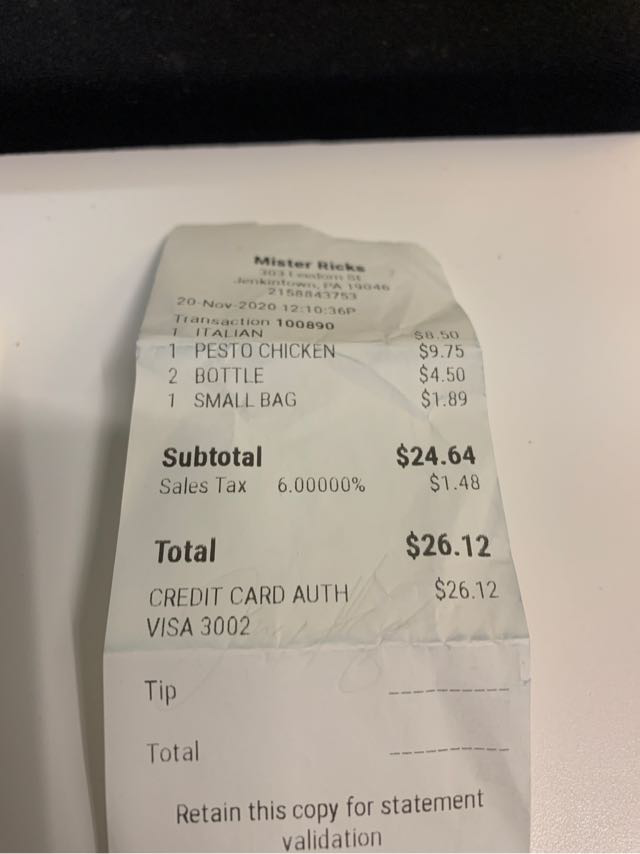 Mister Ricks
303 Leedom St
Jenkintown, PA 19046
2158843753
20-Nov-2020 12:10:36P
Transaction 100890
1 ITALIAN $8.50
1 PESTO CHICKEN $9.75
2 BOTTLE $4.50
1 SMALL BAG $1.89
Subtotal $24.64
Sales Tax 6.00000% $1.48
Total $26.12
CREDIT CARD AUTH $26.12
VISA 3002
Tip ----------
Total ----------
Retain this copy for statement
validation